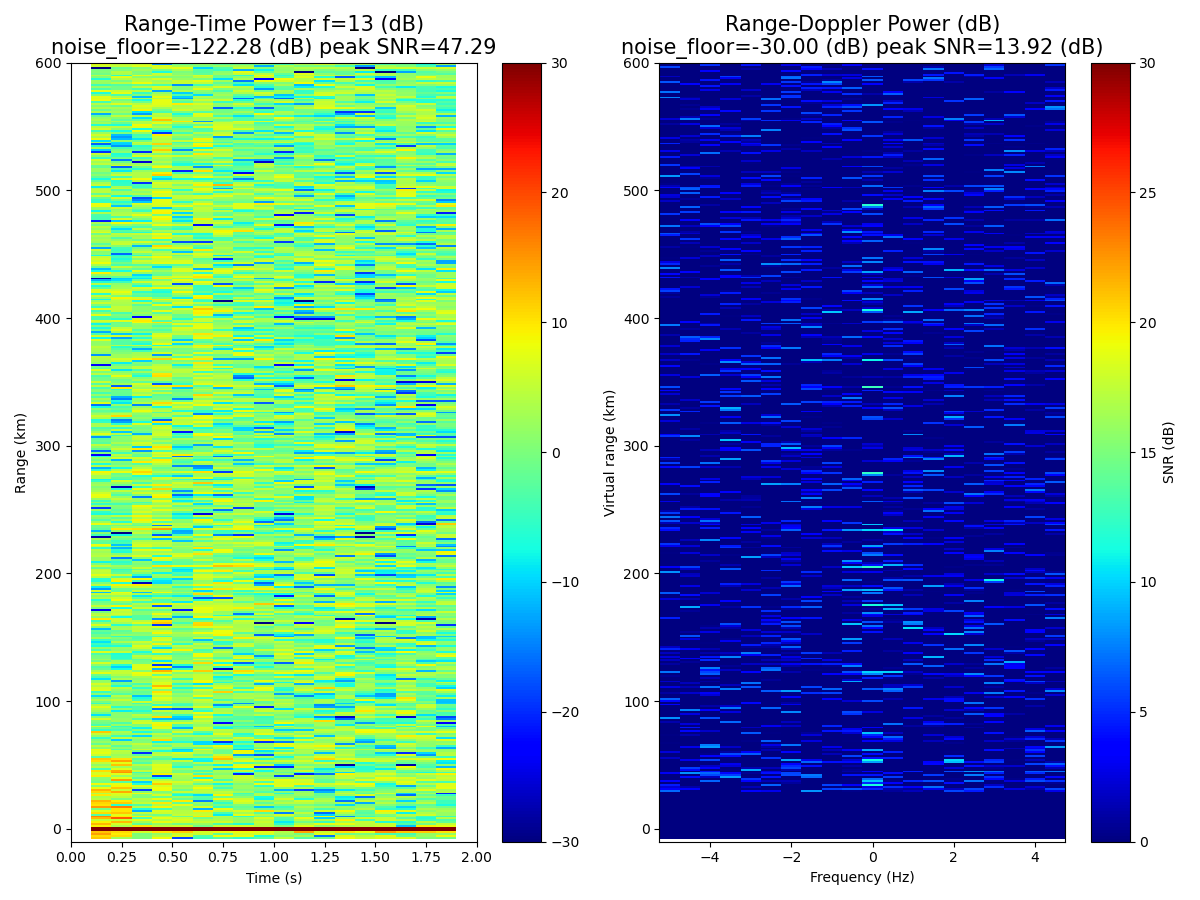 Range-Time Power f=13 (dB)
noise_floor=-122.28 (dB) peak SNR=47.29
Range-Doppler Power (dB)
noise_floor=-30.00 (dB) peak SNR=13.92 (dB)
600
500
400
300
200
100
0
Range (km)
0.00 0.25 0.50 0.75 1.00 1.25 1.50 1.75 2.00
Time (s)
30
20
10
0
−10
−20
−30
600
500
400
300
200
100
0
Virtual range (km)
−4 −2 0 2 4
Frequency (Hz)
30
25
20
15
10
5
0
SNR (dB)